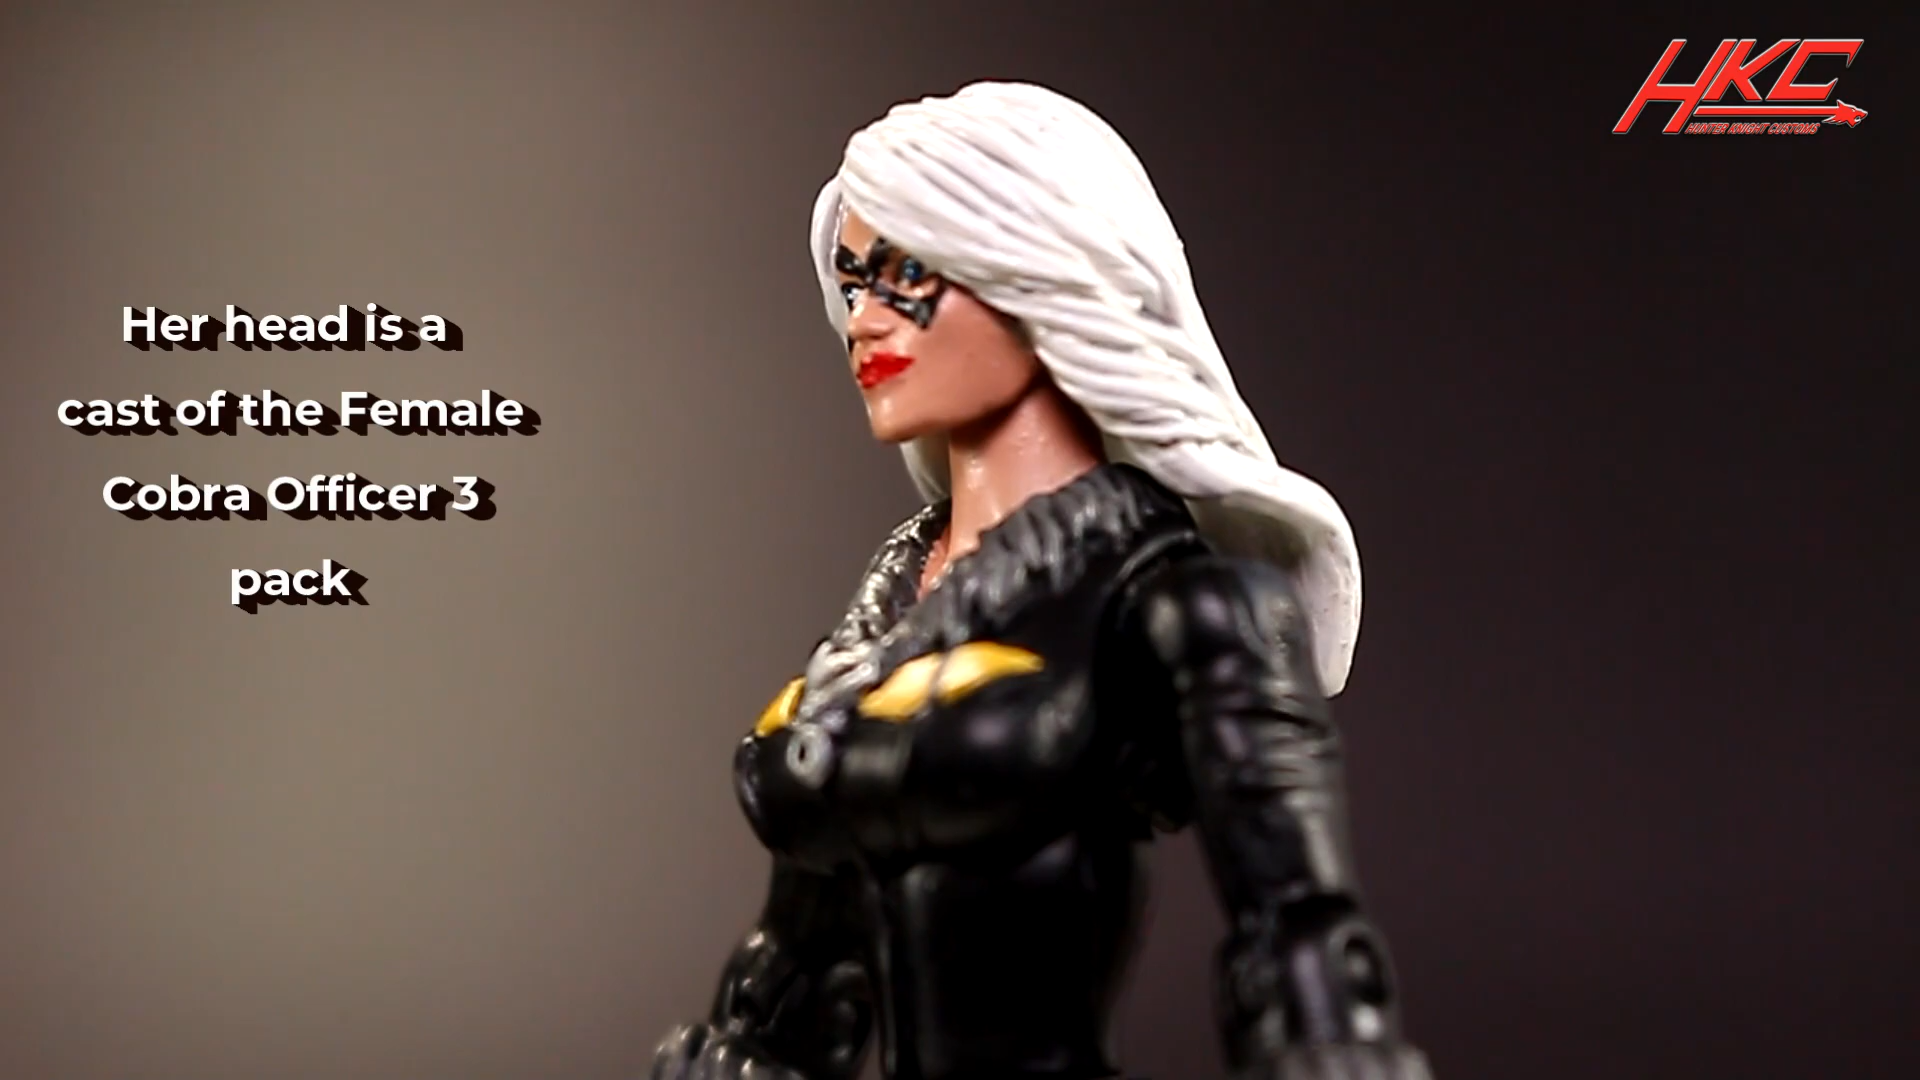 Her head is a
cast of the Female
Cobra Officer 3
pack
HKC
HUNTER KNIGHT CUSTOMS